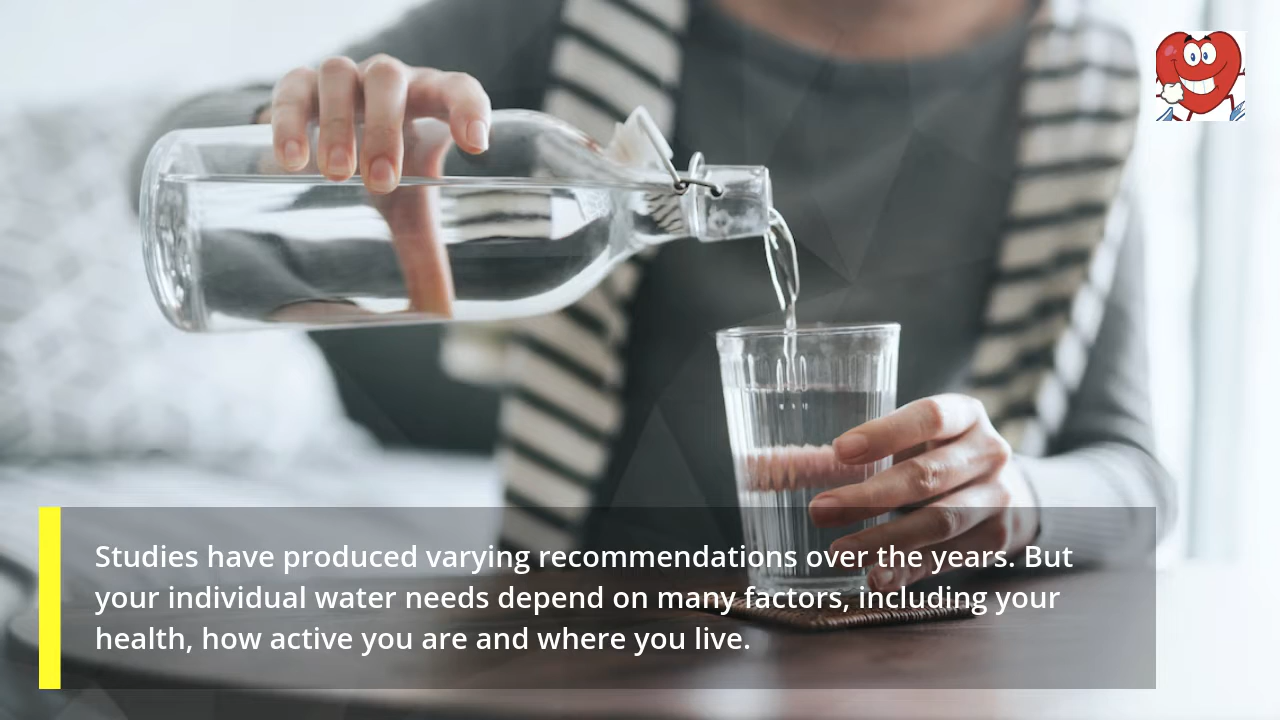 Studies have produced varying recommendations over the years. But
your individual water needs depend on many factors, including your
health, how active you are and where you live.